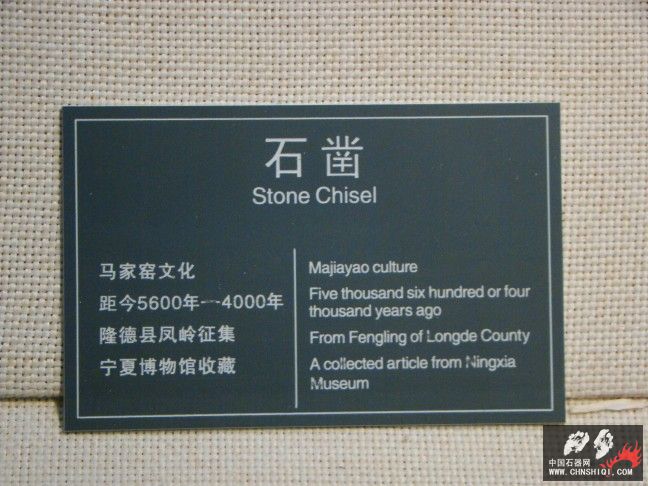 石凿
Stone Chisel
马家窑文化
距今5600年—4000年
隆德县凤岭征集
宁夏博物馆收藏
Majiayao culture
Five thousand six hundred or four
thousand years ago
From Fengling of Longde County
A collected article from Ningxia
Museum
中国石器网
WWW.CHNSHIQI.COM